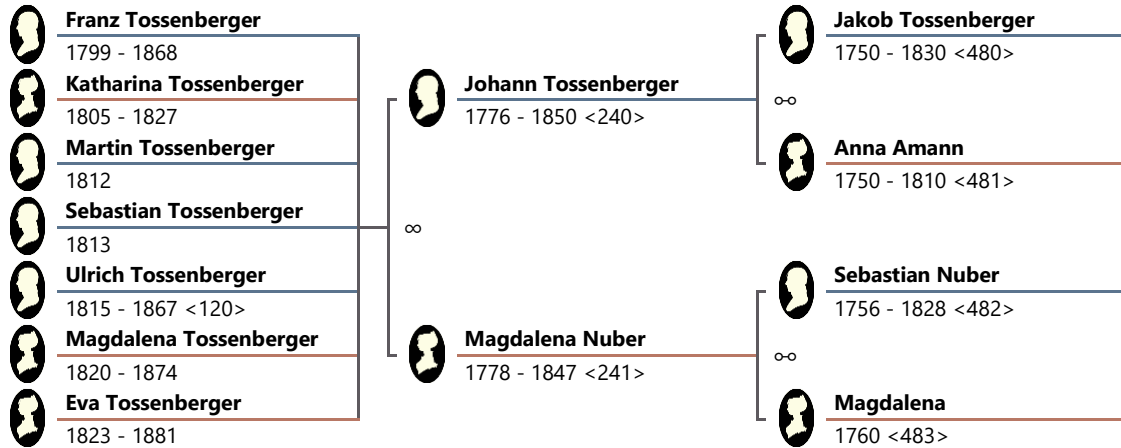 Franz Tossenberger
1799 - 1868
Katharina Tossenberger
1805 - 1827
Martin Tossenberger
1812
Sebastian Tossenberger
1813
Ulrich Tossenberger
1815 - 1867 <120>
Magdalena Tossenberger
1820 - 1874
Eva Tossenberger
1823 - 1881
Johann Tossenberger
1776 - 1850 <240>
∞
Magdalena Nuber
1778 - 1847 <241>
Jakob Tossenberger
1750 - 1830 <480>
⚯
Anna Amann
1750 - 1810 <481>
Sebastian Nuber
1756 - 1828 <482>
⚯
Magdalena
1760 <483>